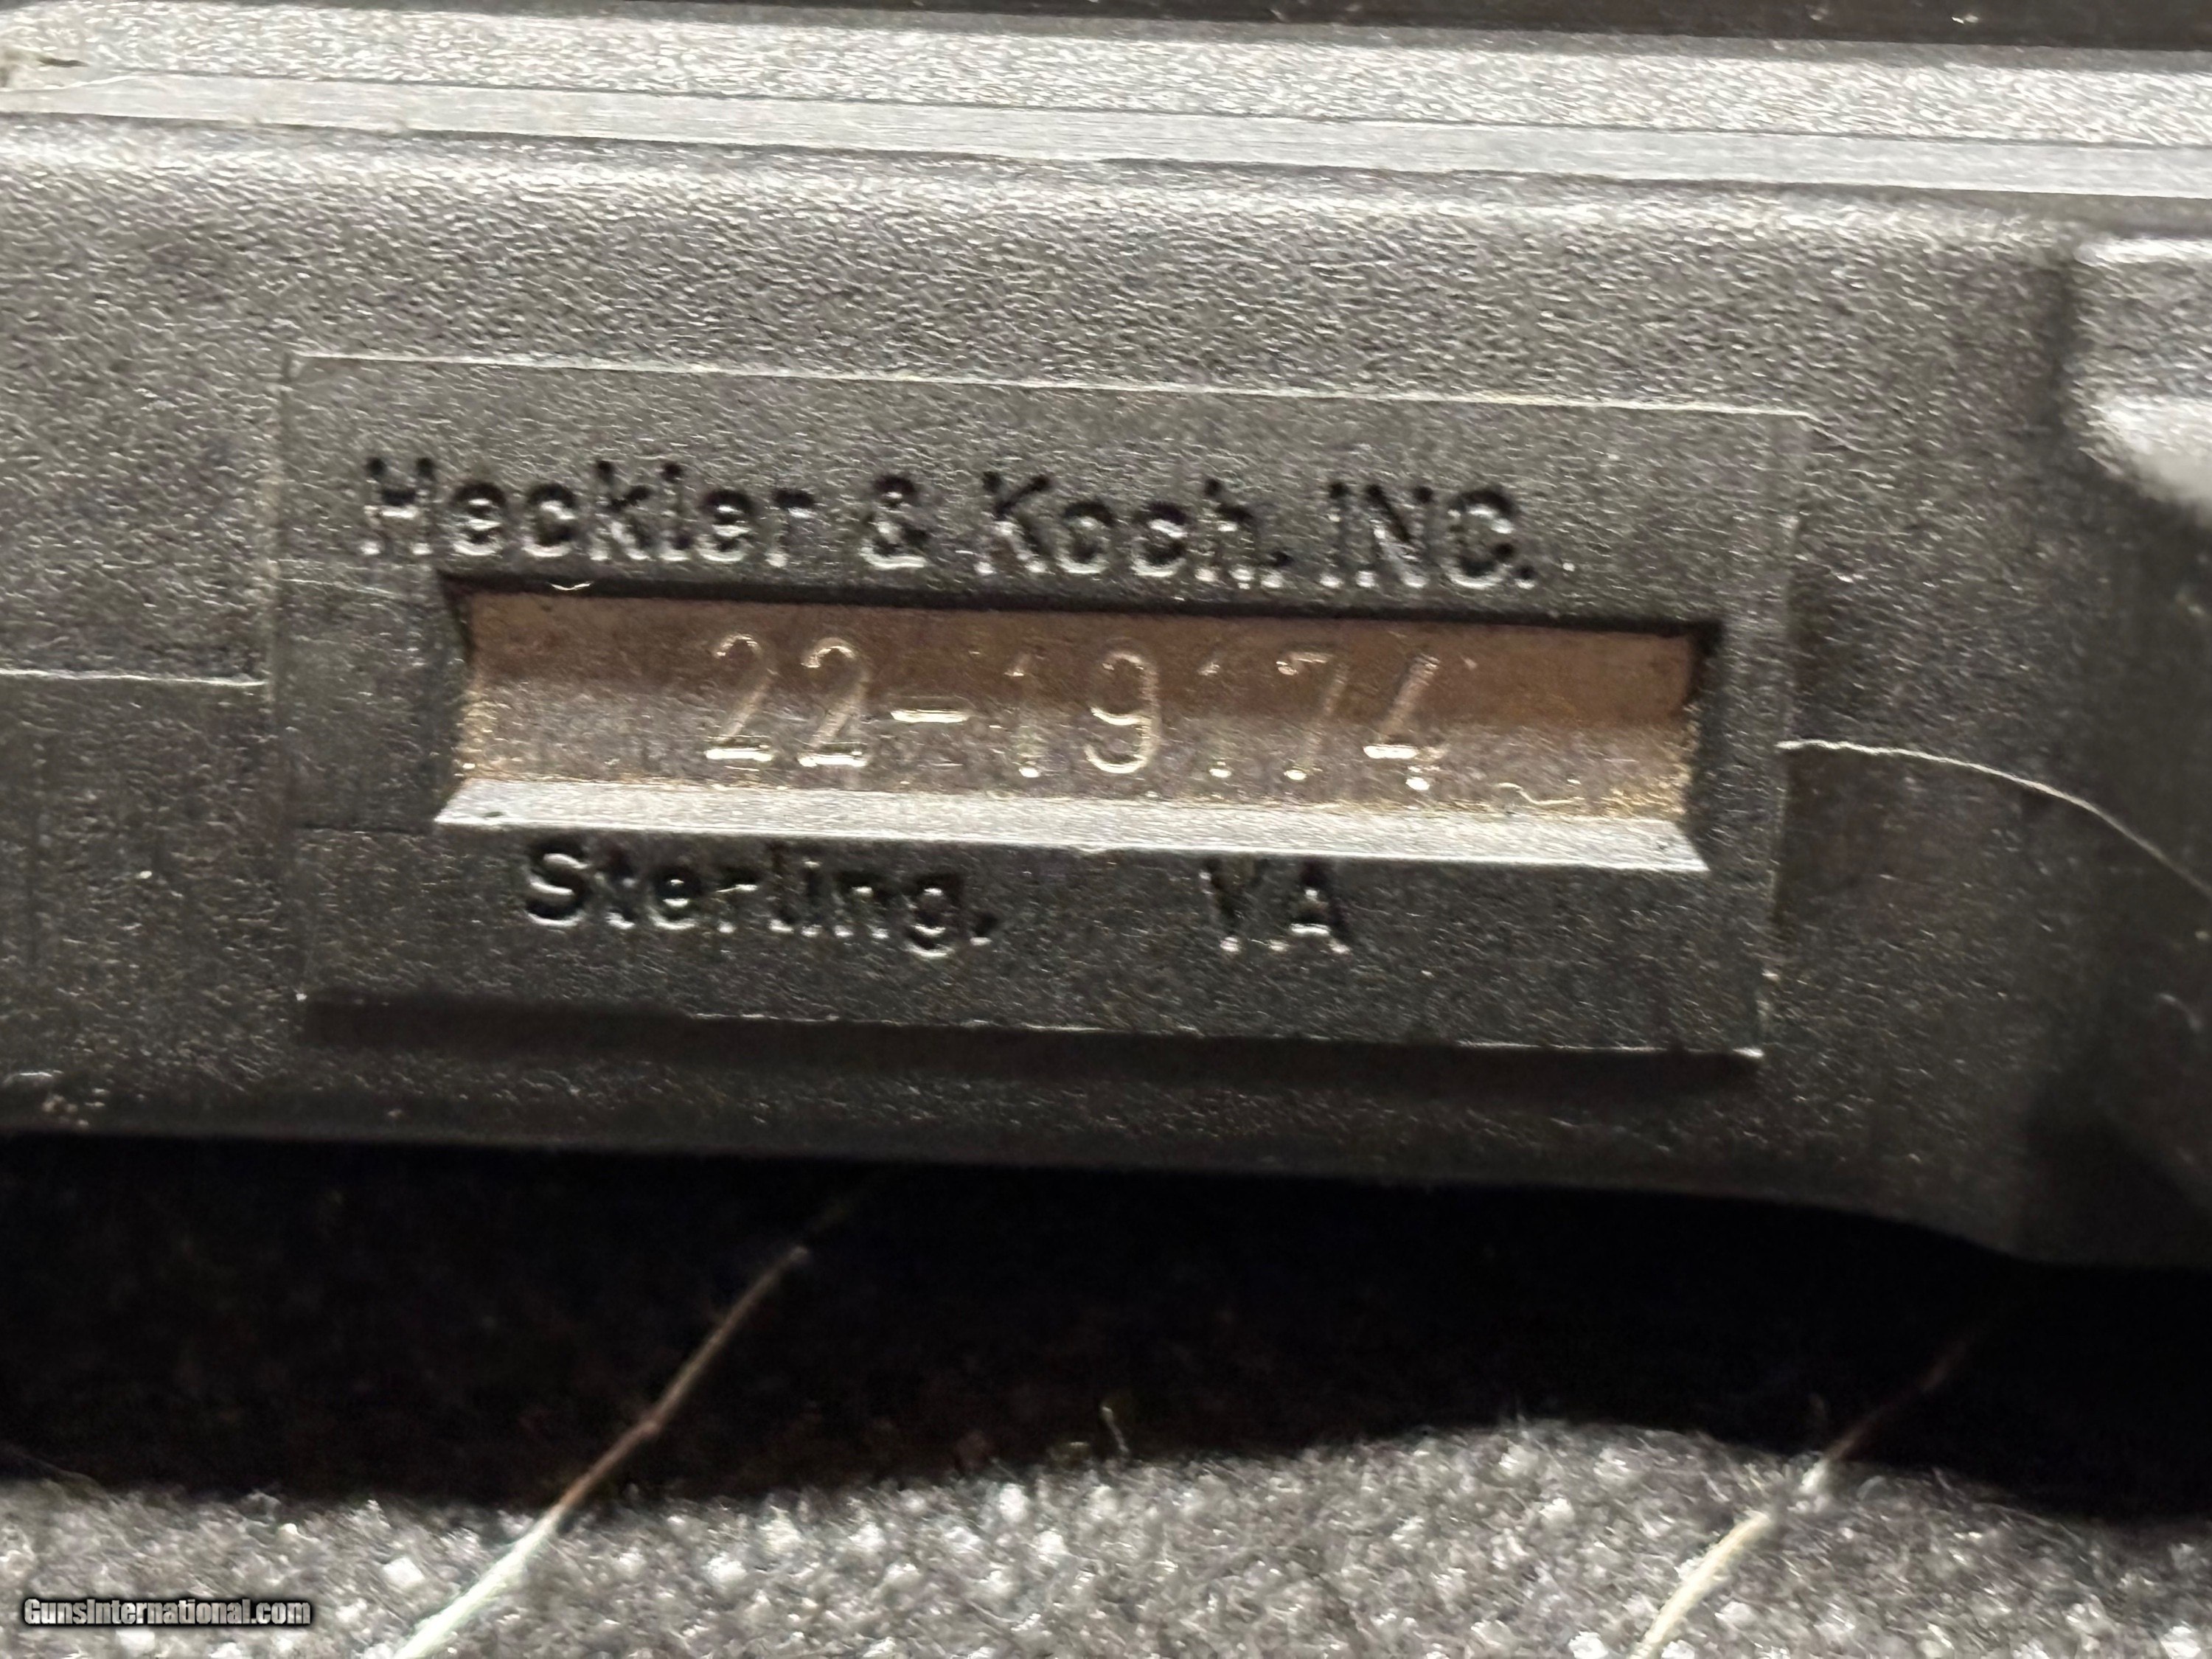 Heckler & Koch, INC.
22-19174
Sterling, VA
GunsInternational.com